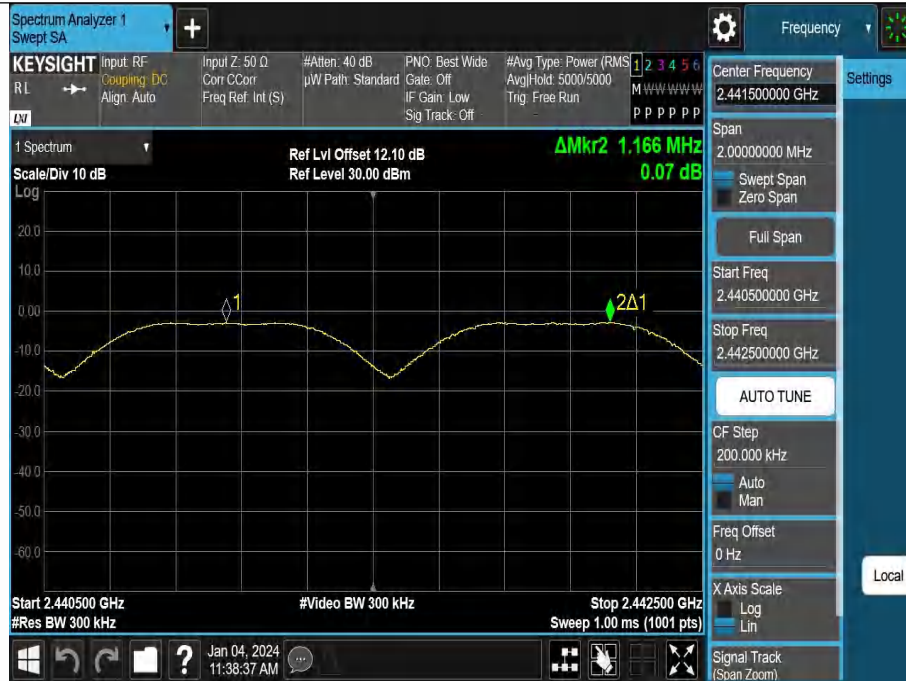 Spectrum Analyzer 1
Swept SA
+
Frequency
KEYSIGHT
RL
LXI
Input: RF
Coupling: DC
Align: Auto
Input Z: 50 Ω
Corr CCorr
Freq Ref: Int (S)
#Atten: 40 dB
µW Path: Standard
PNO: Best Wide
Gate: Off
IF Gain: Low
Sig Track: Off
#Avg Type: Power (RMS
Avg|Hold: 5000/5000
Trig: Free Run
1 2 3 4 5 6
M W W W W W
P P P P P P
1 Spectrum
Scale/Div 10 dB
Ref Lvl Offset 12.10 dB
Ref Level 30.00 dBm
ΔMkr2 1.166 MHz
0.07 dB
Log
20.0
10.0
0.00
-10.0
-20.0
-30.0
-40.0
-50.0
-60.0
1
2Δ1
Start 2.440500 GHz
#Res BW 300 kHz
#Video BW 300 kHz
Stop 2.442500 GHz
Sweep 1.00 ms (1001 pts)
Center Frequency
2.441500000 GHz
Settings
Span
2.00000000 MHz
Swept Span
Zero Span
Full Span
Start Freq
2.440500000 GHz
Stop Freq
2.442500000 GHz
AUTO TUNE
CF Step
200.000 kHz
Auto
Man
Freq Offset
0 Hz
Local
X Axis Scale
Log
Lin
Signal Track
(Span Zoom)
?
Jan 04, 2024
11:38:37 AM